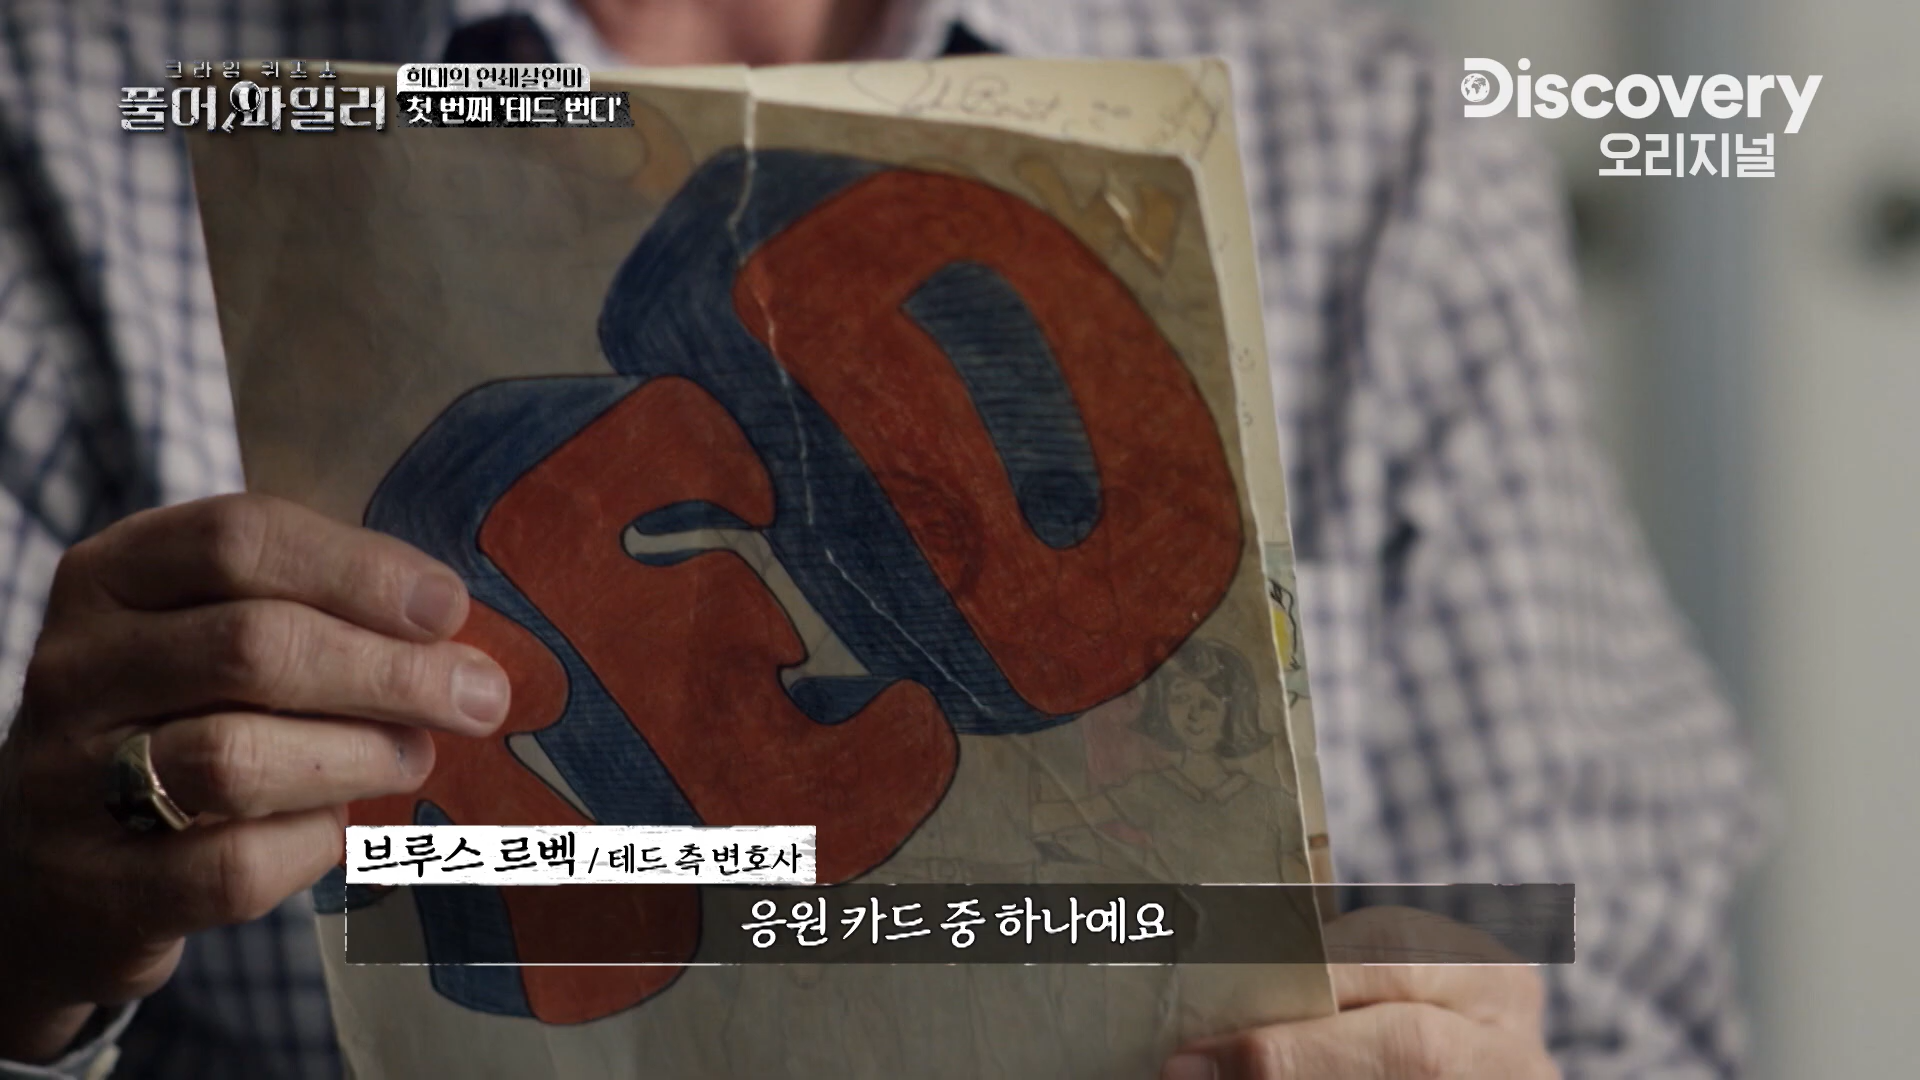 크라임 퀴즈쇼
풀어파일러
희대의 연쇄살인마
첫 번째 '테드 번디'
Discovery
오리지널
TED
브루스 르벡 / 테드 측 변호사
응원 카드 중 하나예요